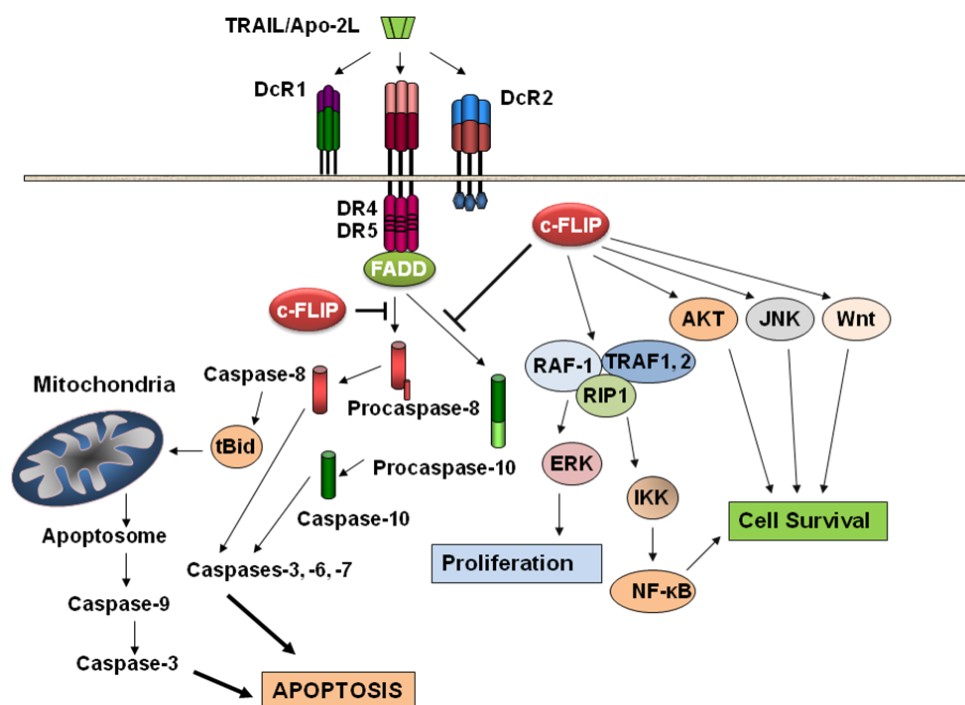 TRAIL/Apo-2L
DcR1
DcR2
DR4
DR5
c-FLIP
FADD
c-FLIP
AKT
JNK
Wnt
RAF-1
TRAF1, 2
RIP1
Mitochondria
Caspase-8
Procaspase-8
tBid
Procaspase-10
ERK
IKK
Caspase-10
Cell Survival
Apoptosome
Proliferation
Caspases-3, -6, -7
NF-κB
Caspase-9
Caspase-3
APOPTOSIS